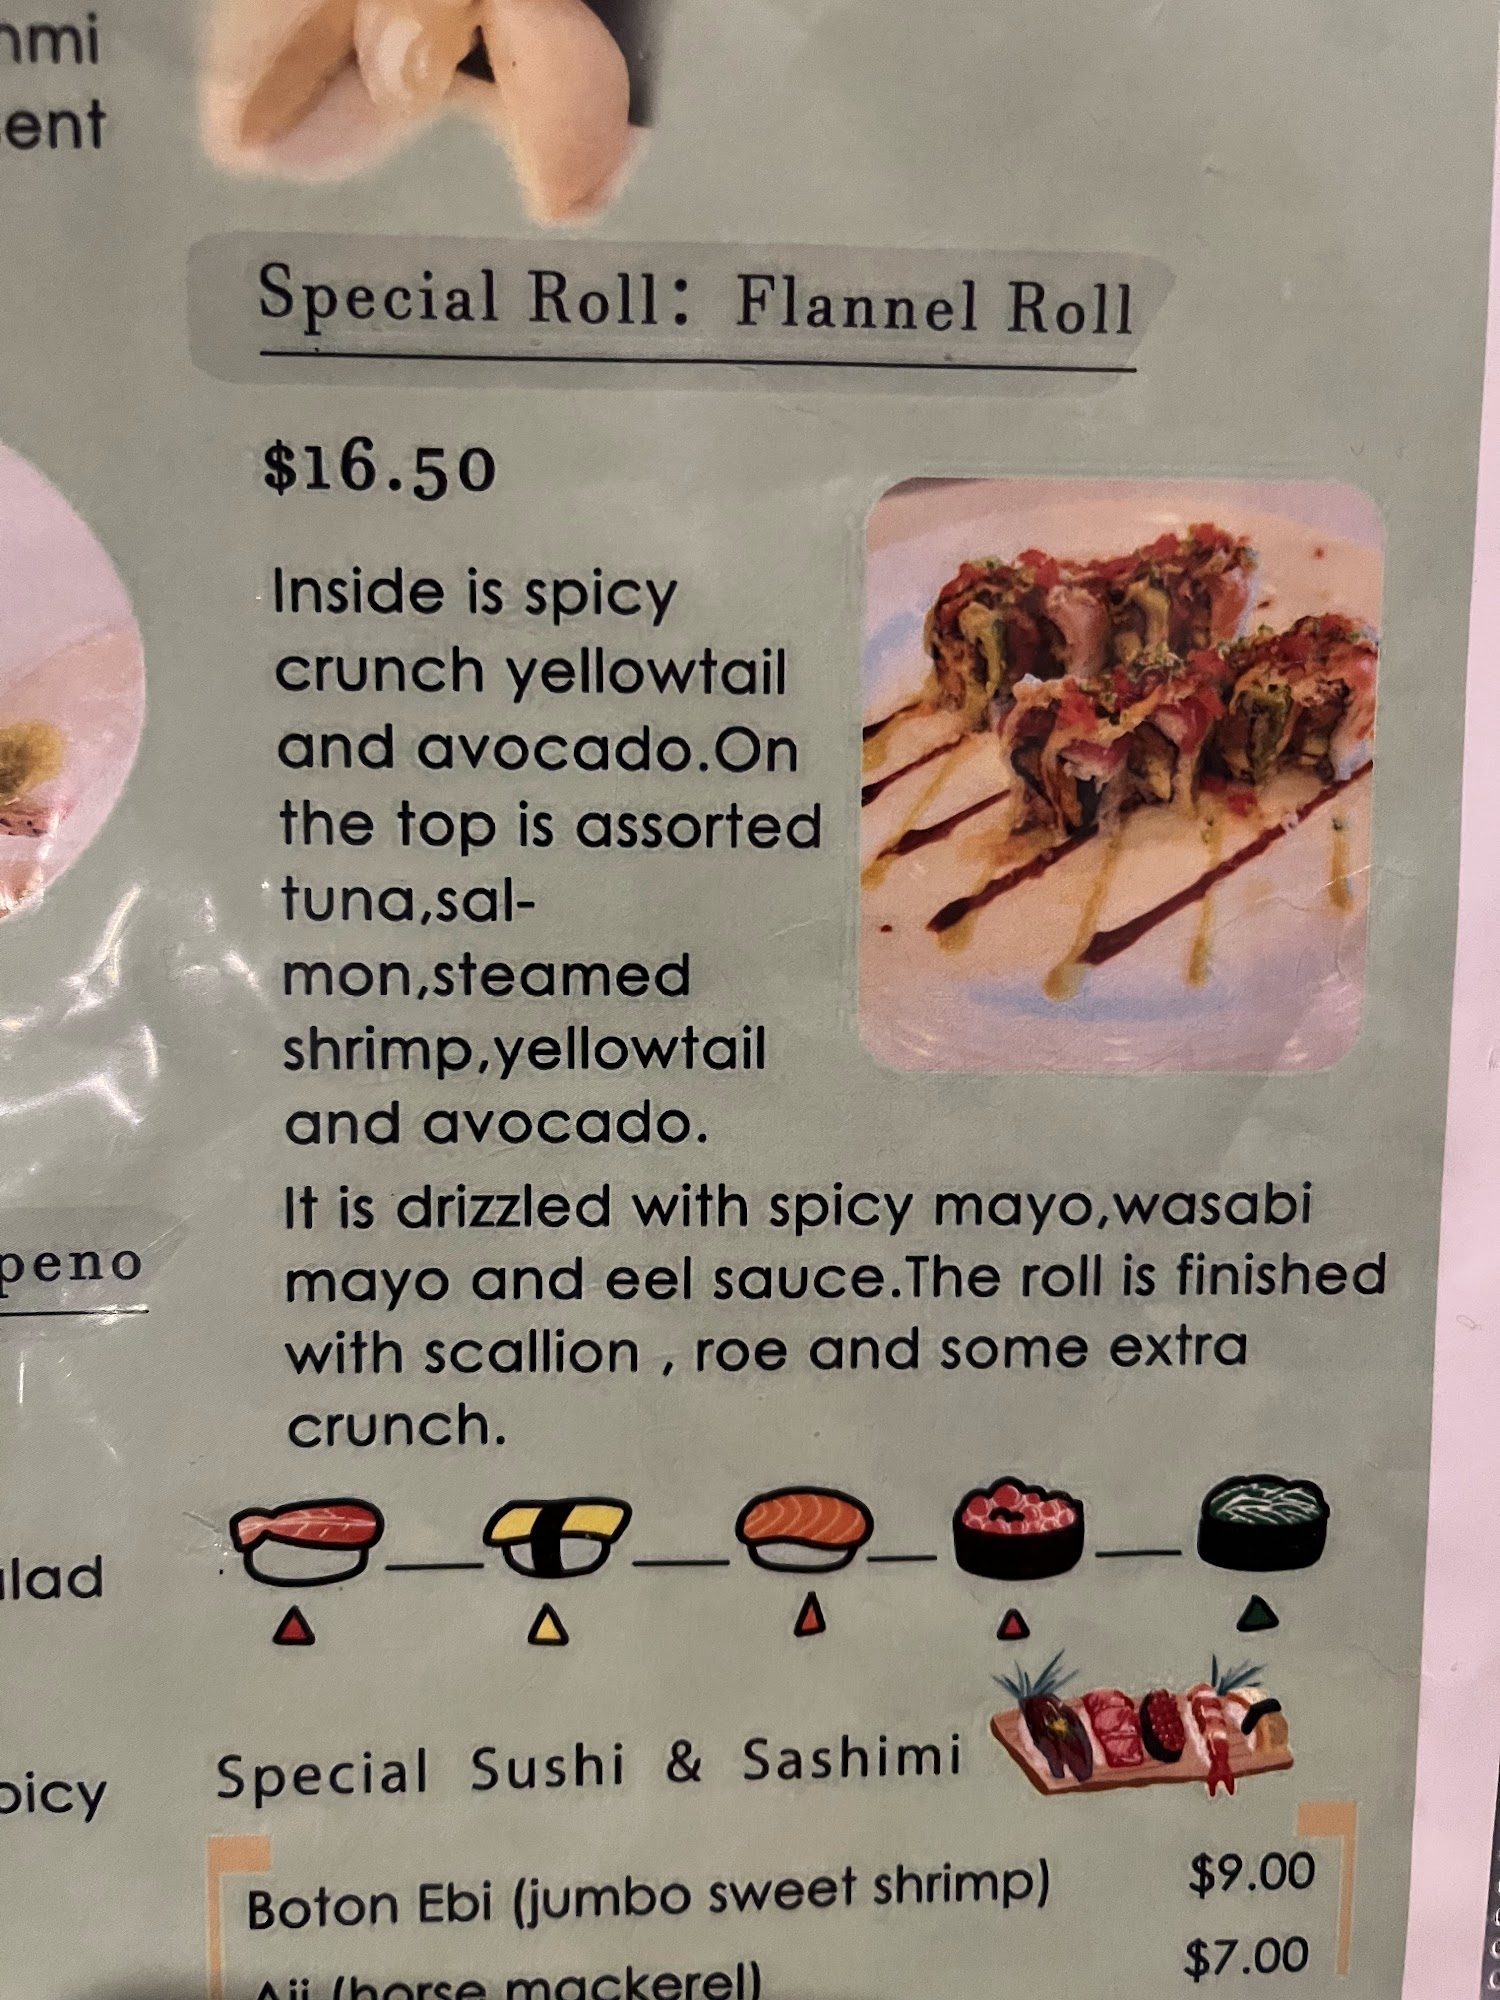 nmi
ent
Special Roll: Flannel Roll
$16.50
Inside is spicy
crunch yellowtail
and avocado.On
the top is assorted
tuna,sal-
mon,steamed
shrimp,yellowtail
and avocado.
It is drizzled with spicy mayo,wasabi
mayo and eel sauce.The roll is finished
with scallion , roe and some extra
crunch.
peno
lad
picy
Special Sushi & Sashimi
Boton Ebi (jumbo sweet shrimp) $9.00
Aji (horse mackerel) $7.00